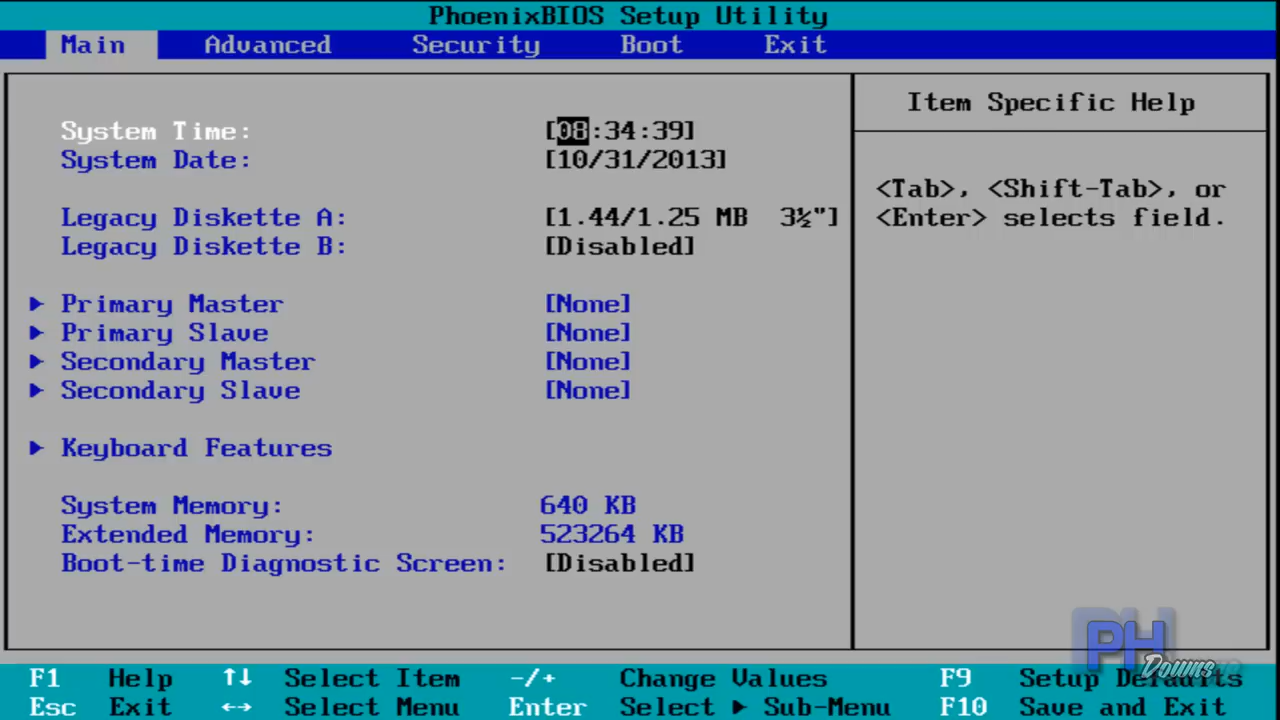 PhoenixBIOS Setup Utility
Main Advanced Security Boot Exit
Item Specific Help
System Time: [08:34:39]
System Date: [10/31/2013]
<Tab>, <Shift-Tab>, or
<Enter> selects field.
Legacy Diskette A: [1.44/1.25 MB 3½"]
Legacy Diskette B: [Disabled]
Primary Master [None]
Primary Slave [None]
Secondary Master [None]
Secondary Slave [None]
Keyboard Features
System Memory: 640 KB
Extended Memory: 523264 KB
Boot-time Diagnostic Screen: [Disabled]
PH
Downs
F1 Help ↑↓ Select Item -/+ Change Values F9 Setup Defaults
Esc Exit ↔ Select Menu Enter Select ▶ Sub-Menu F10 Save and Exit